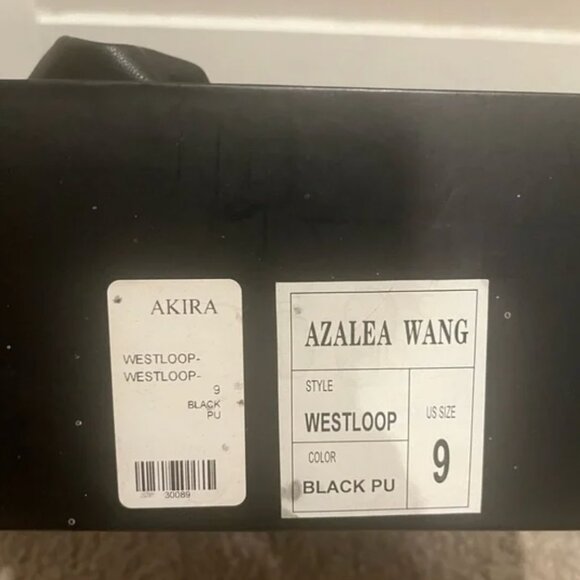 AKIRA
WESTLOOP-
WESTLOOP-
9
BLACK
PU
30089
AZALEA WANG
STYLE
WESTLOOP
COLOR
BLACK PU
US SIZE
9